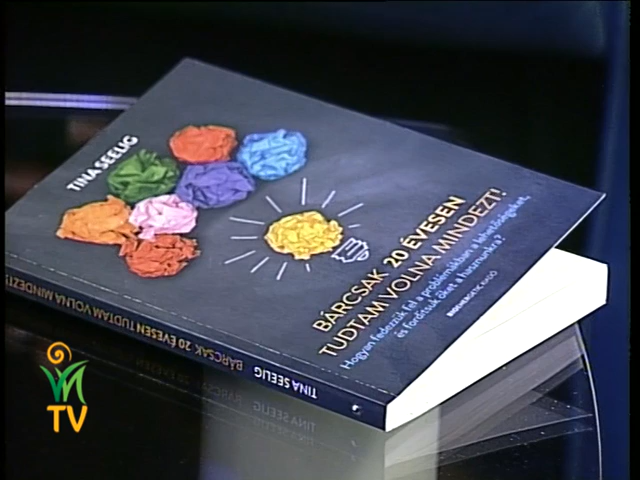 TINA SEELIG
BÁRCSAK 20 ÉVESEN
TUDTAM VOLNA MINDEZT!
Hogyan fedezzük fel a problémákban a lehetőségeket,
és fordítsuk őket a hasznunkra?
TINA SEELIG BÁRCSAK 20 ÉVESEN TUDTAM VOLNA MINDEZT!
TV